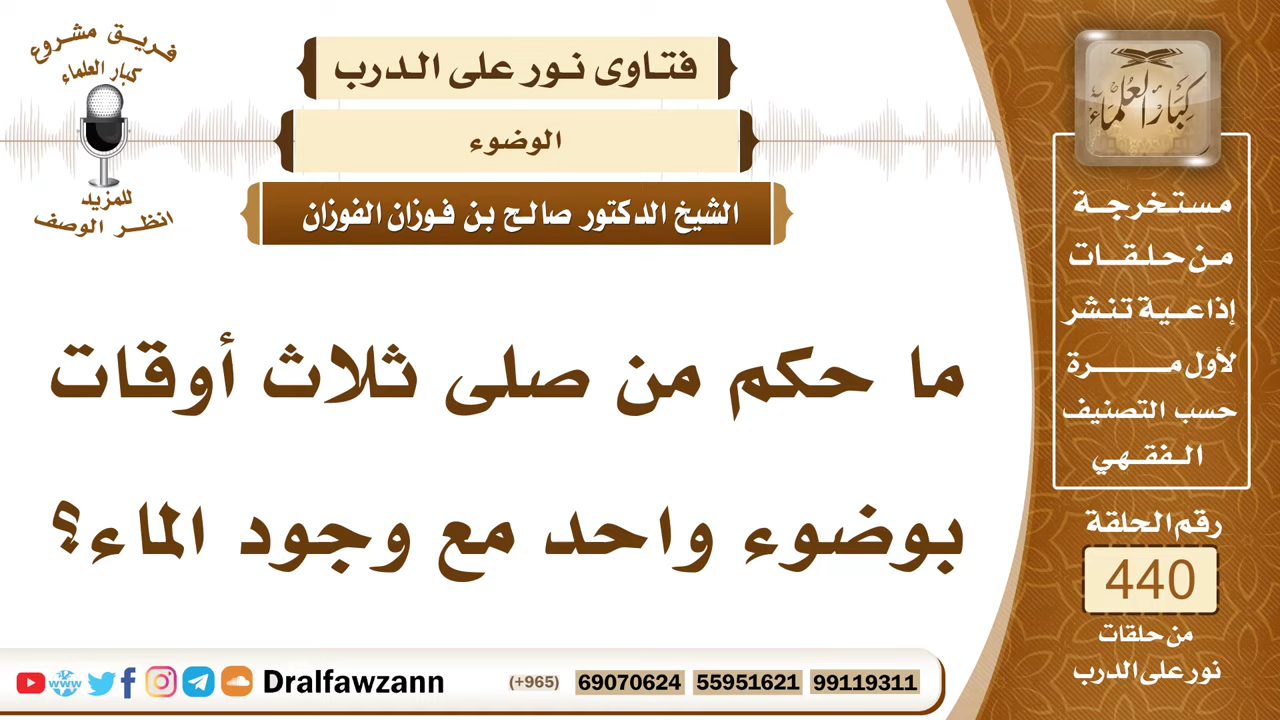 فريق مشروع
كبار العلماء
للمزيد
انظر الوصف
فتاوى نور على الدرب
الوضوء
الشيخ الدكتور صالح بن فوزان الفوزان
ما حكم من صلى ثلاث أوقات
بوضوء واحد مع وجود الماء؟
كبار العلماء
مستخرجة
من حلقات
إذاعية تنشر
لأول مرة
حسب التصنيف
الفقهي
رقم الحلقة
440
من حلقات
نور على الدرب
www
Dralfawzann (+965) 69070624 55951621 99119311